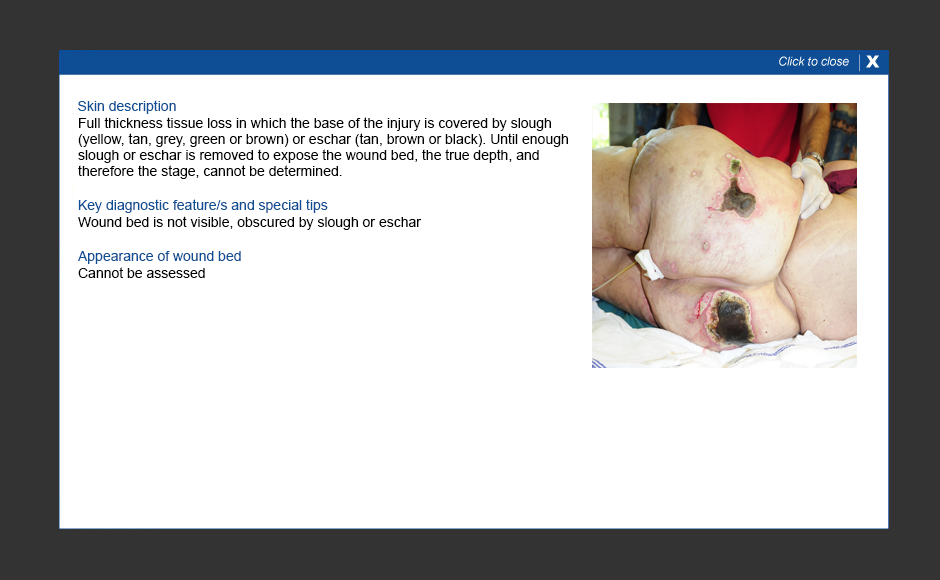 Click to close X
Skin description
Full thickness tissue loss in which the base of the injury is covered by slough
(yellow, tan, grey, green or brown) or eschar (tan, brown or black). Until enough
slough or eschar is removed to expose the wound bed, the true depth, and
therefore the stage, cannot be determined.
Key diagnostic feature/s and special tips
Wound bed is not visible, obscured by slough or eschar
Appearance of wound bed
Cannot be assessed